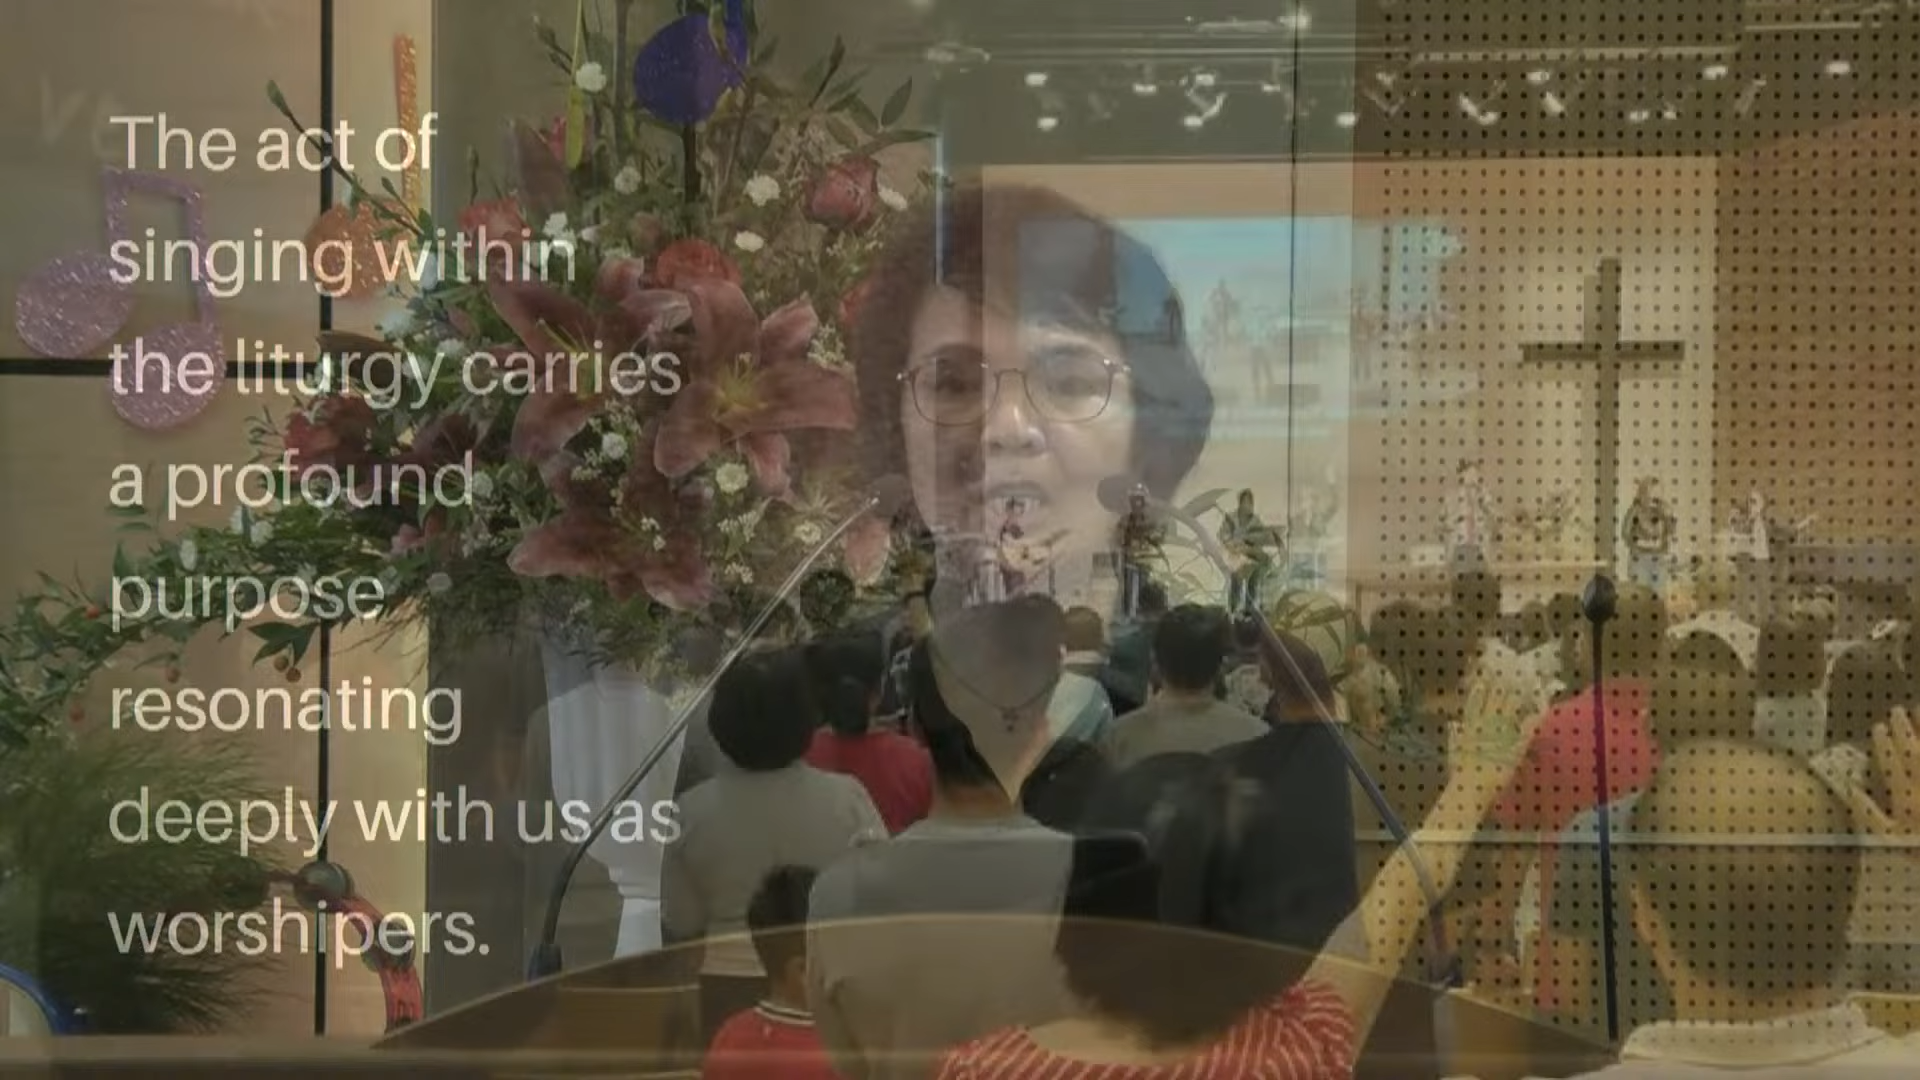 The act of
singing within
the liturgy carries
a profound
purpose
resonating
deeply with us as
worshipers.